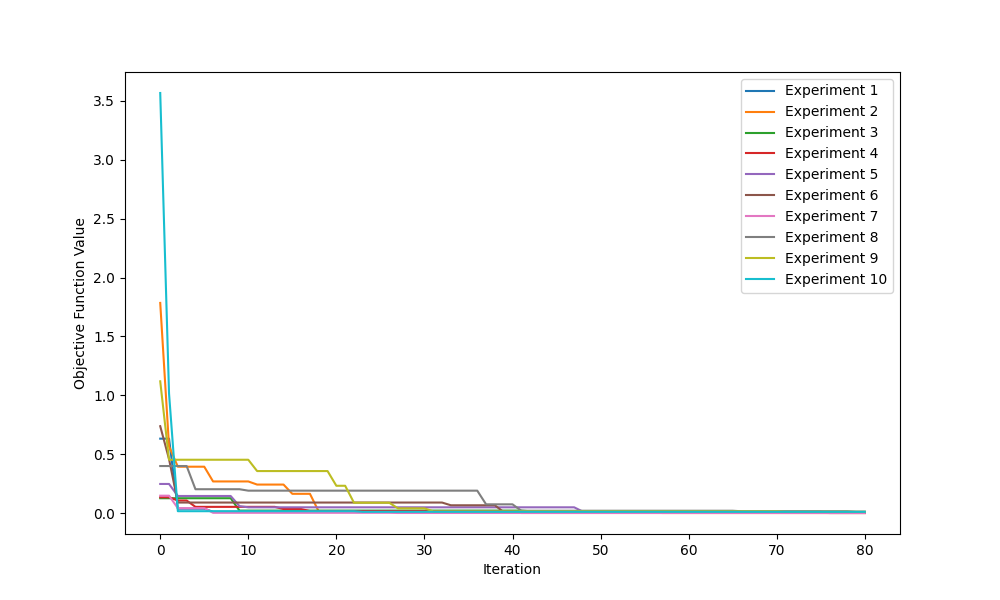 3.5
3.0
2.5
2.0
1.5
1.0
0.5
0.0
Objective Function Value
0 10 20 30 40 50 60 70 80
Iteration
Experiment 1
Experiment 2
Experiment 3
Experiment 4
Experiment 5
Experiment 6
Experiment 7
Experiment 8
Experiment 9
Experiment 10